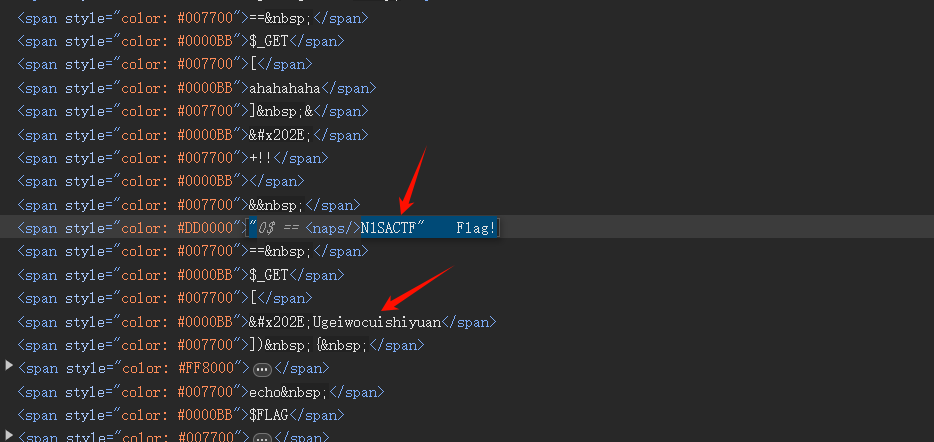 <span style="color: #007700">==&nbsp;</span>
<span style="color: #0000BB">$_GET</span>
<span style="color: #007700">[</span>
<span style="color: #0000BB">ahahahaha</span>
<span style="color: #007700">]&nbsp;&</span>
<span style="color: #0000BB">&#x202E;</span>
<span style="color: #007700">+!!</span>
<span style="color: #0000BB"></span>
<span style="color: #007700">&&nbsp;</span>
<span style="color: #DD0000">"0$ == <naps/>N1SACTF" Flag!
<span style="color: #007700">==&nbsp;</span>
<span style="color: #0000BB">$_GET</span>
<span style="color: #007700">[</span>
<span style="color: #0000BB">&#x202E;Ugeiwocuishiyuan</span>
<span style="color: #007700">])&nbsp;{&nbsp;</span>
<span style="color: #FF8000">…</span>
<span style="color: #007700">echo&nbsp;</span>
<span style="color: #0000BB">$FLAG</span>
<span style="color: #007700">…</span>